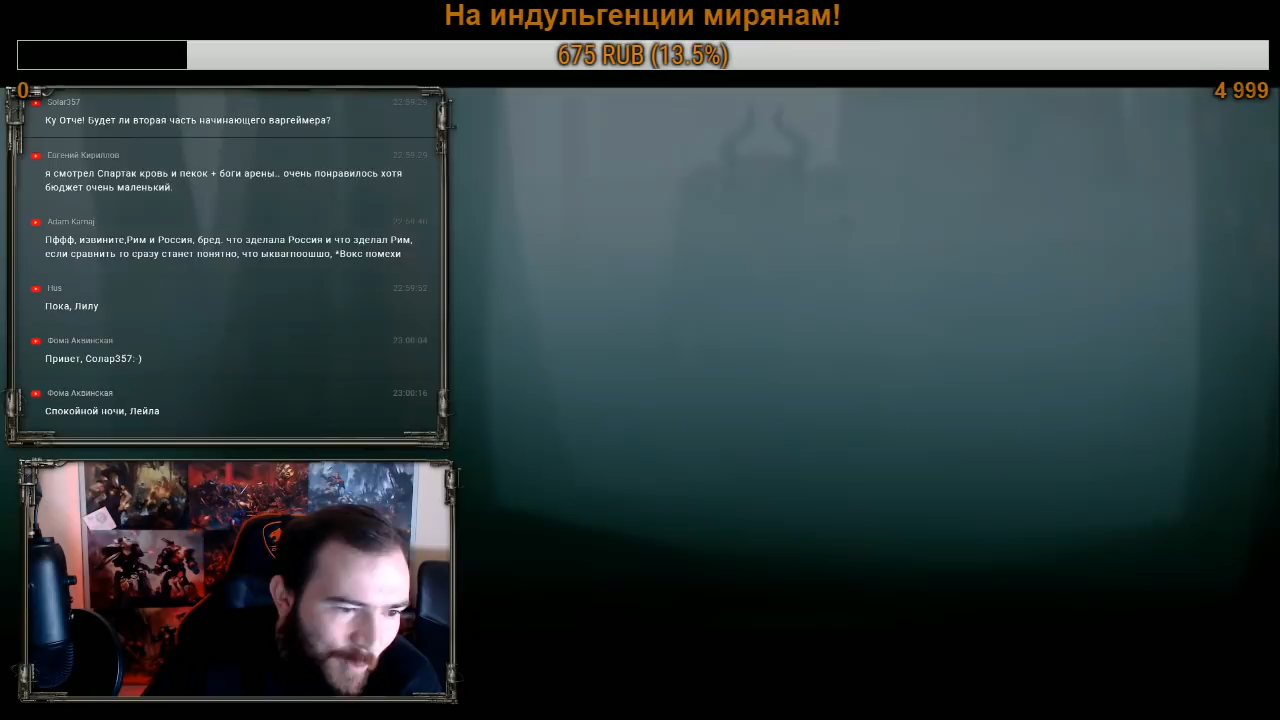 На индульгенции мирянам!
675 RUB (13.5%)
0
4 999
Solar357 22:59:29
Ку Отче! Будет ли вторая часть начинающего варгеймера?
Евгений Кириллов 22:59:29
я смотрел Спартак кровь и пекок + боги арены.. очень понравилось хотя
бюджет очень маленький.
Adam Kamaj 22:59:40
Пффф, извините,Рим и Россия, бред. что зделала Россия и что зделал Рим,
если сравнить то сразу станет понятно, что ыквагпоошшо, *Вокс помехи
Hus 22:59:52
Пока, Лилу
Фома Аквинская 23:00:04
Привет, Солар357:-)
Фома Аквинская 23:00:16
Спокойной ночи, Лейла